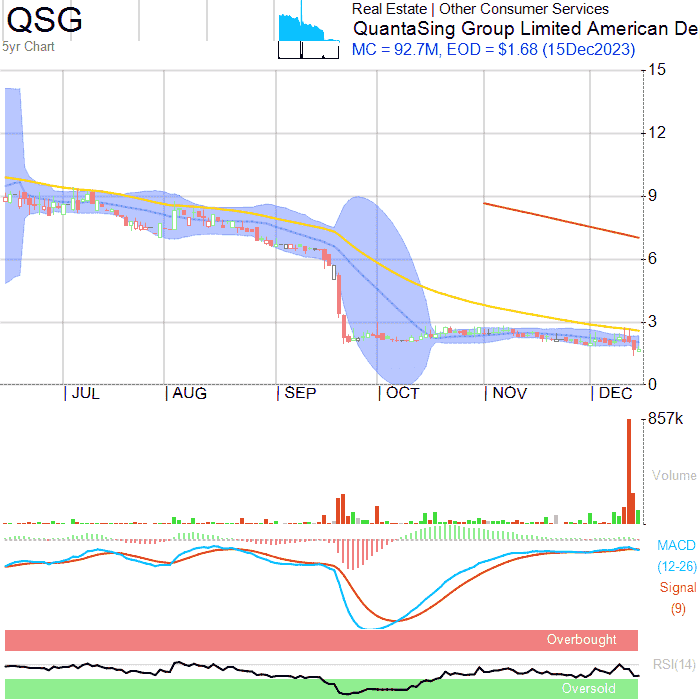 QSG
5yr Chart
Real Estate | Other Consumer Services
QuantaSing Group Limited American De
MC = 92.7M, EOD = $1.68 (15Dec2023)
15
12
9
6
3
0
JUL
AUG
SEP
OCT
NOV
DEC
857k
Volume
MACD
(12-26)
Signal
(9)
Overbought
RSI(14)
Oversold